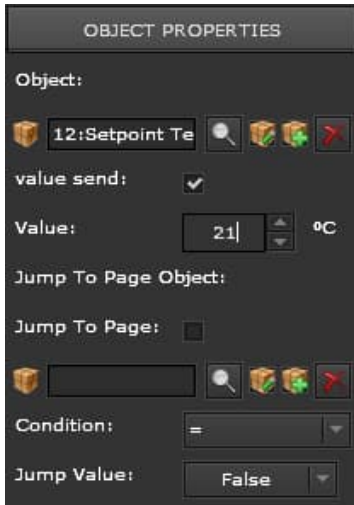 OBJECT PROPERTIES
Object:
12:Setpoint Te
value send:
Value: 21 ºC
Jump To Page Object:
Jump To Page:
Condition: =
Jump Value: False